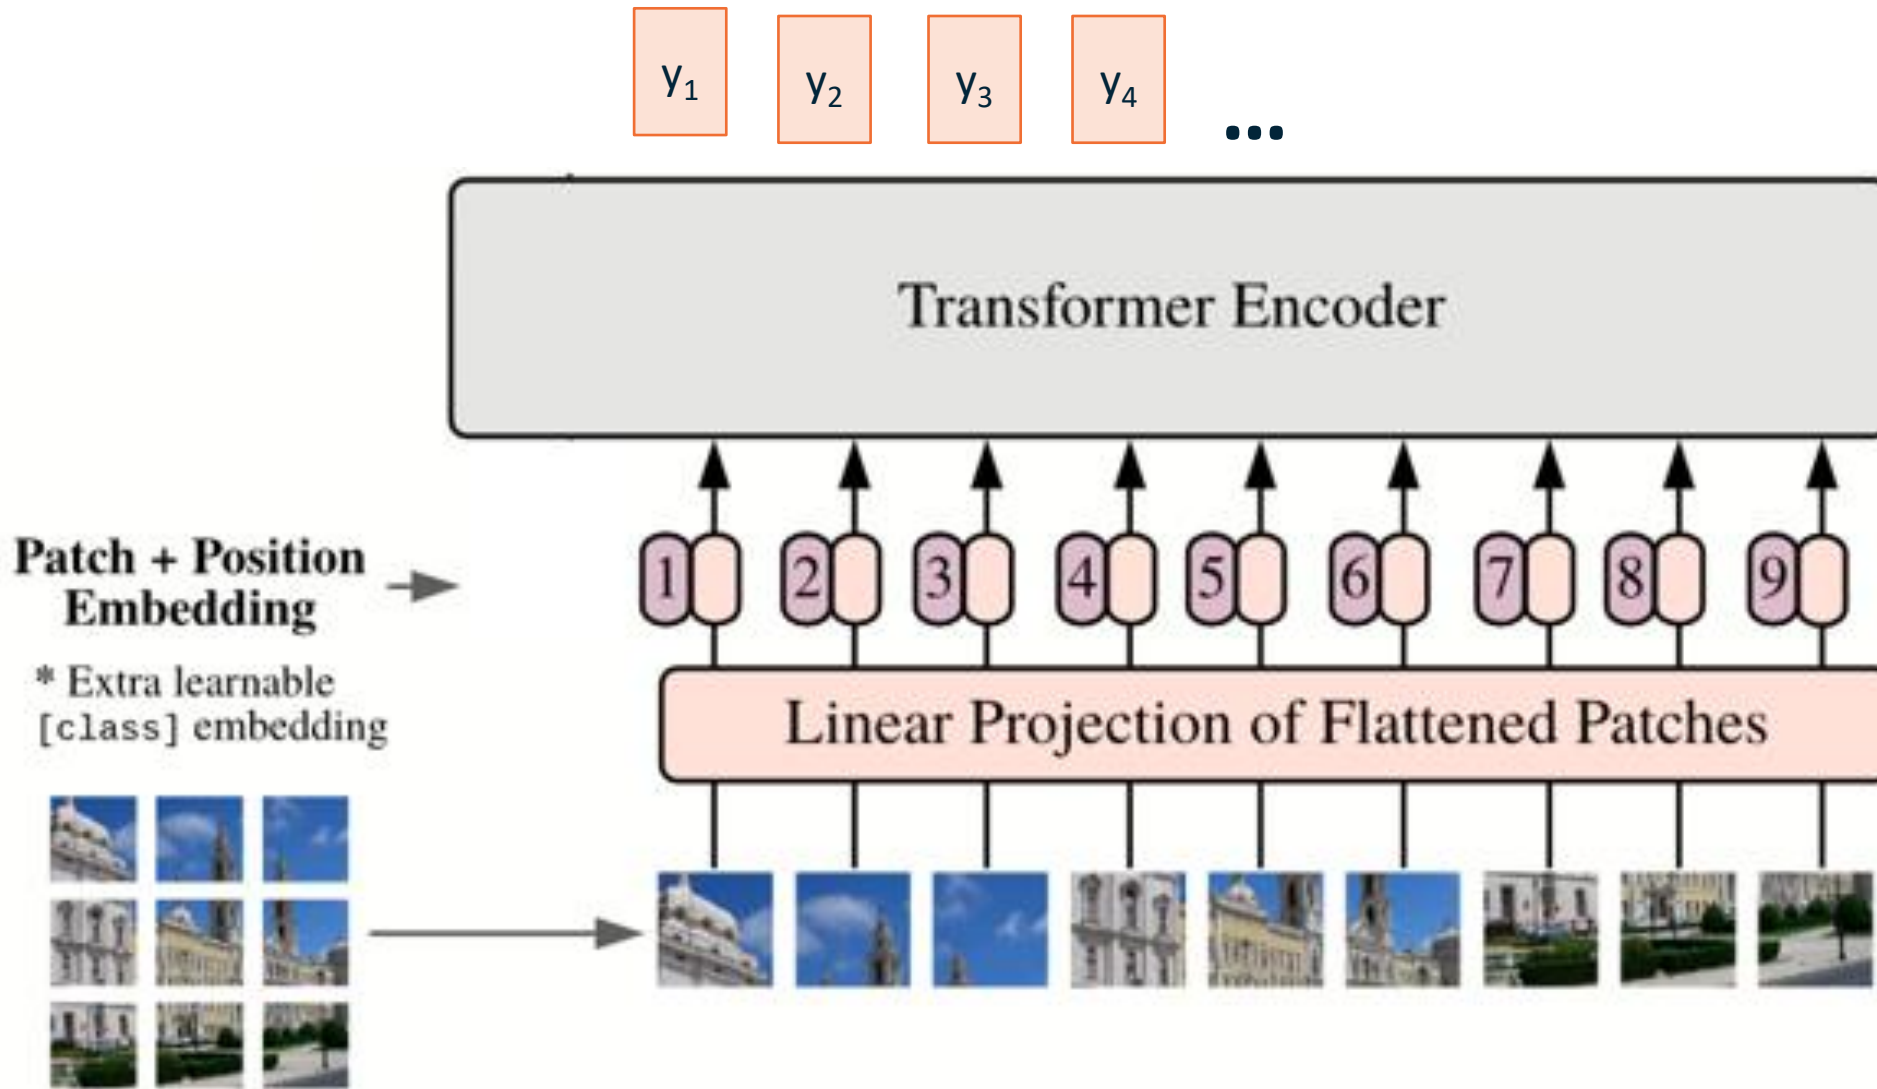 y1 y2 y3 y4 ...
Transformer Encoder
Patch + Position
Embedding
1 2 3 4 5 6 7 8 9
* Extra learnable
[class] embedding
Linear Projection of Flattened Patches